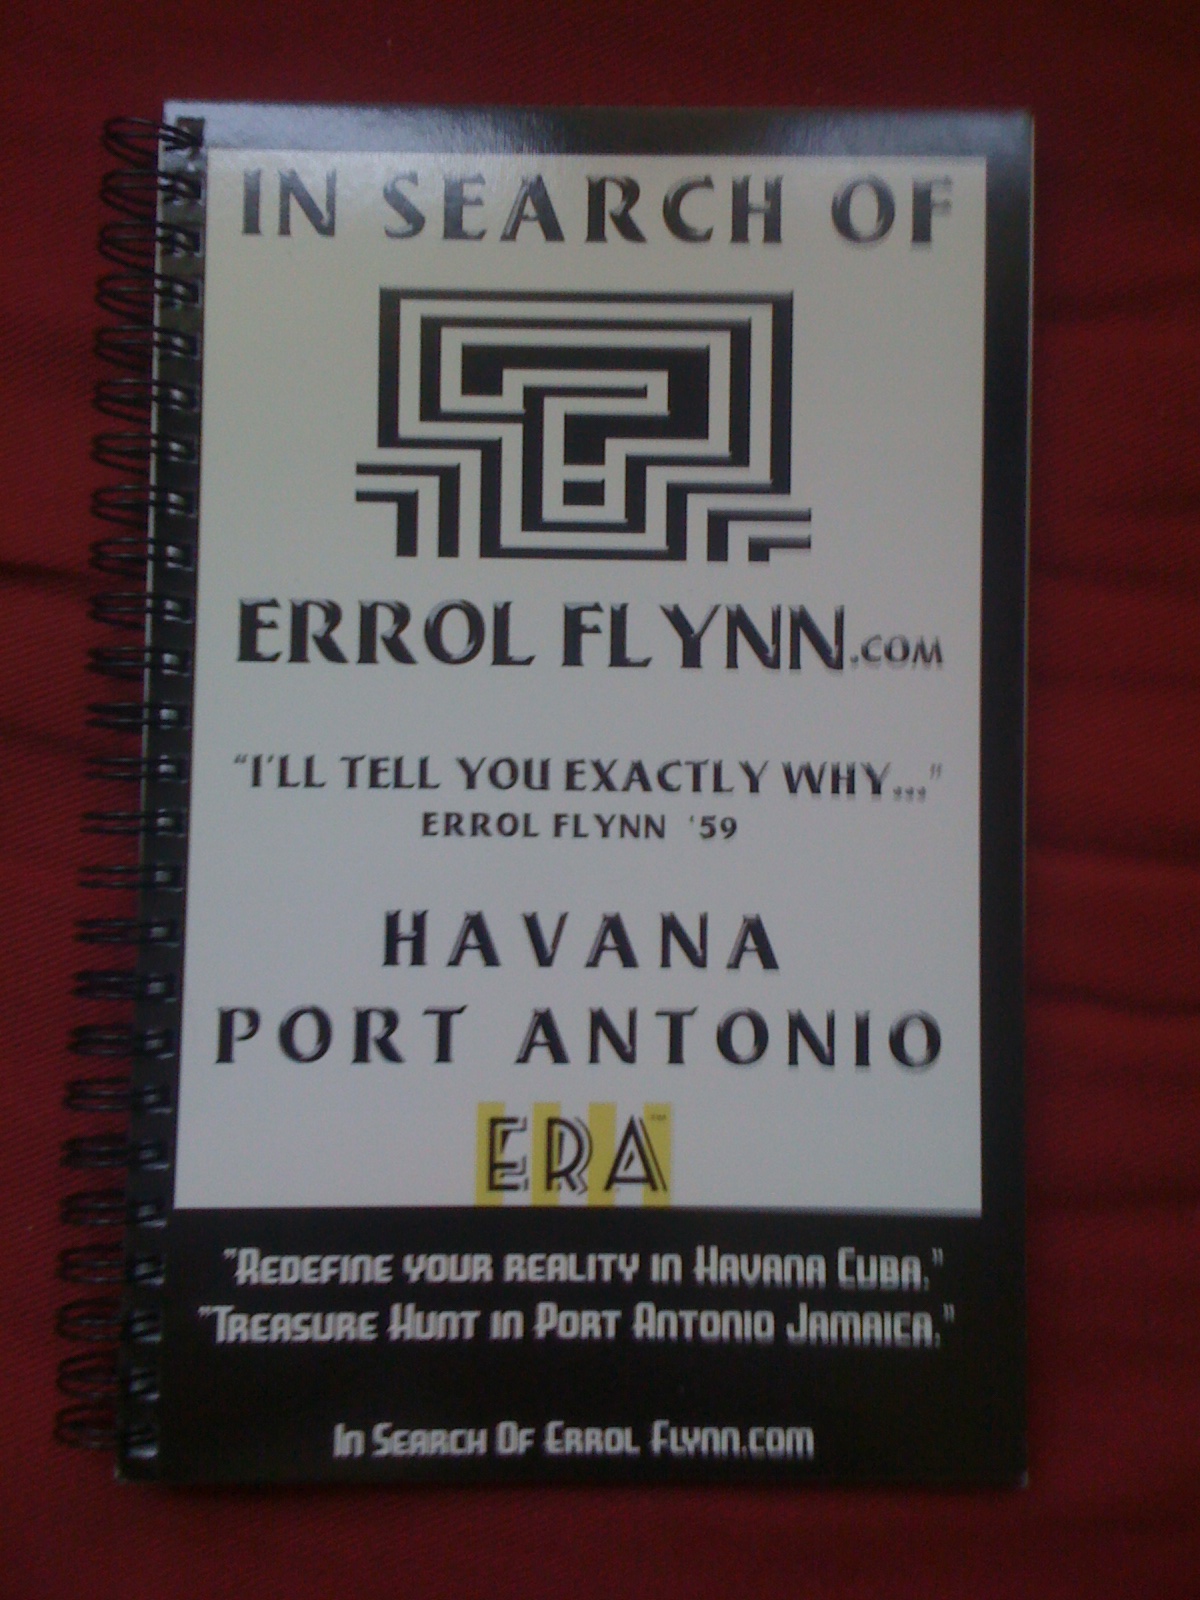 IN SEARCH OF
ERROL FLYNN.COM
“I'LL TELL YOU EXACTLY WHY...”
ERROL FLYNN '59
HAVANA
PORT ANTONIO
ERA™
"Redefine your reality in Havana Cuba."
"Treasure Hunt in Port Antonio Jamaica."
In Search Of Errol Flynn.com